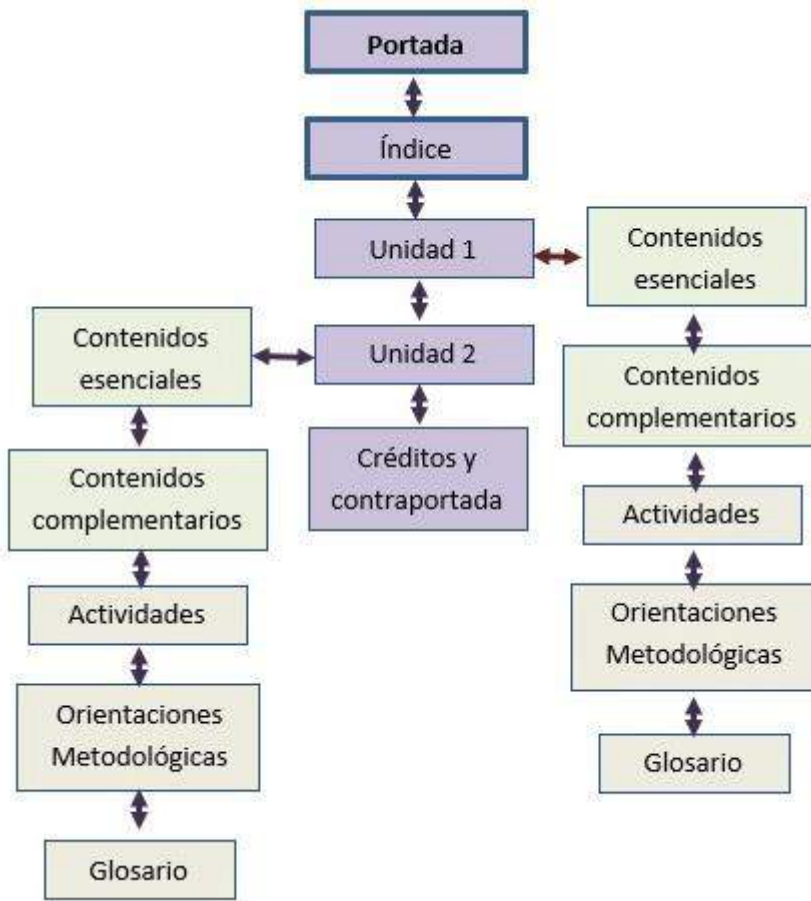 Portada
Índice
Unidad 1
Contenidos
esenciales
Contenidos
complementarios
Actividades
Orientaciones
Metodológicas
Glosario
Unidad 2
Contenidos
esenciales
Contenidos
complementarios
Actividades
Orientaciones
Metodológicas
Glosario
Créditos y
contraportada